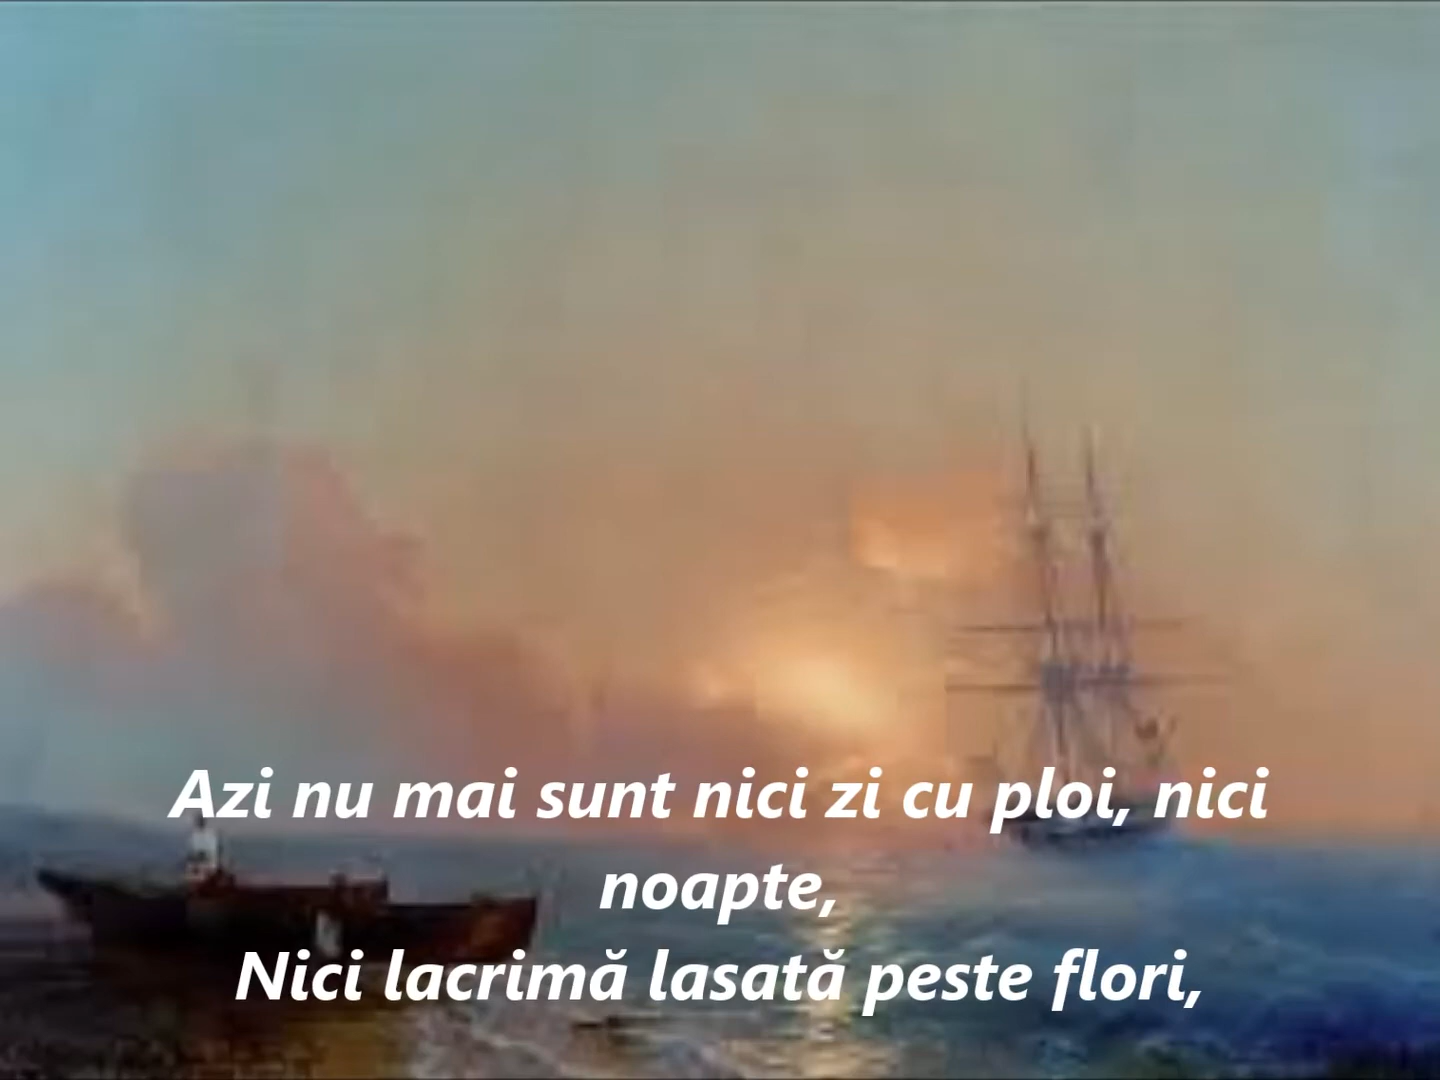 Azi nu mai sunt nici zi cu ploi, nici
noapte,
Nici lacrimă lasată peste flori,